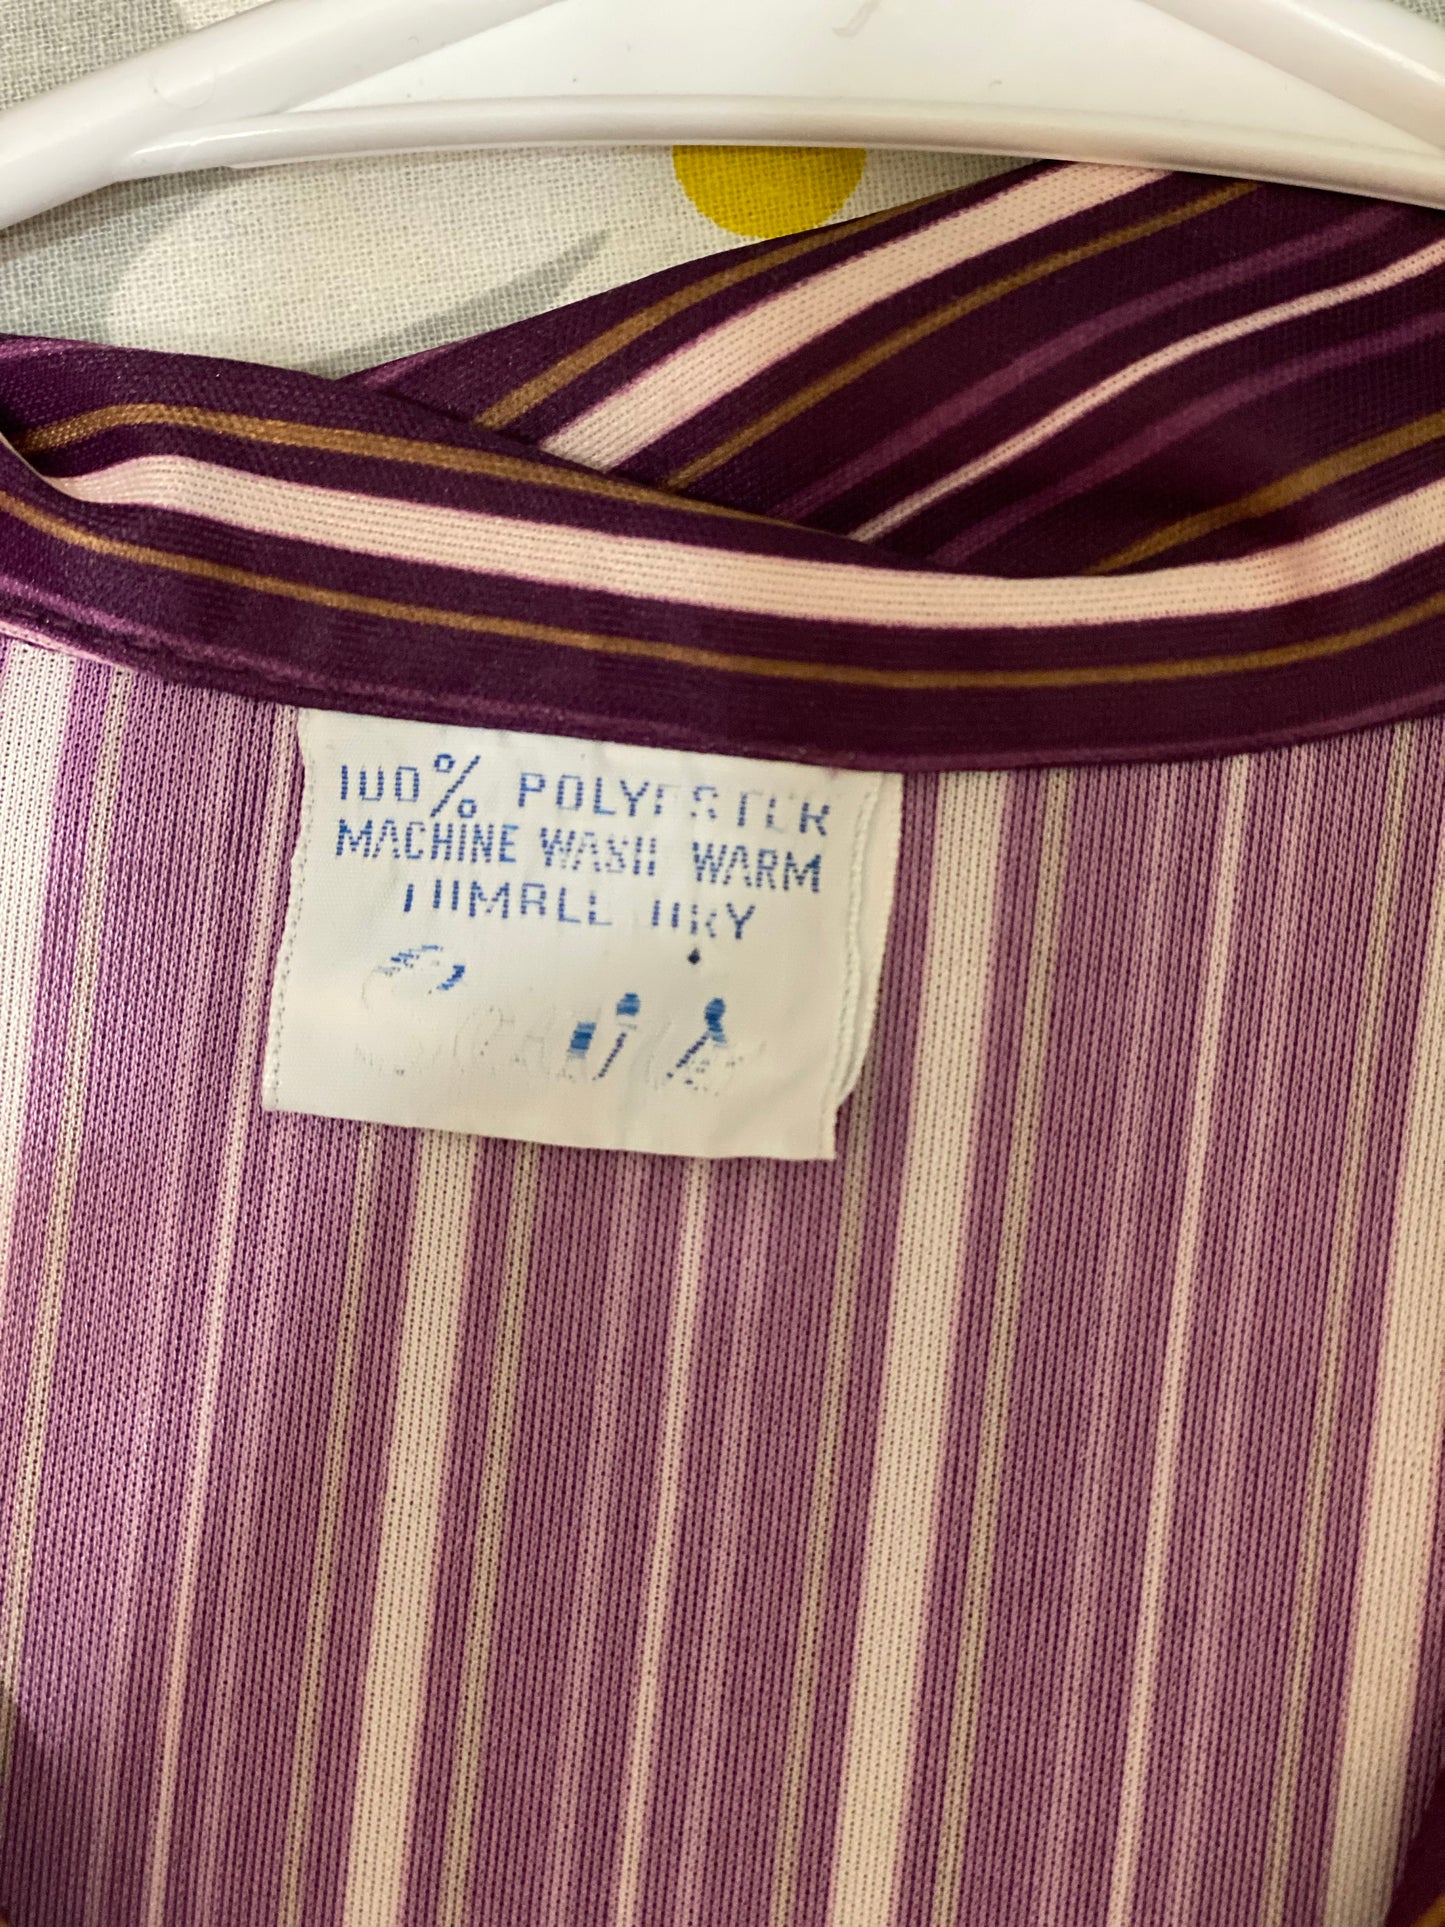 100% POLYESTER
MACHINE WASH WARM
TUMBLE DRY